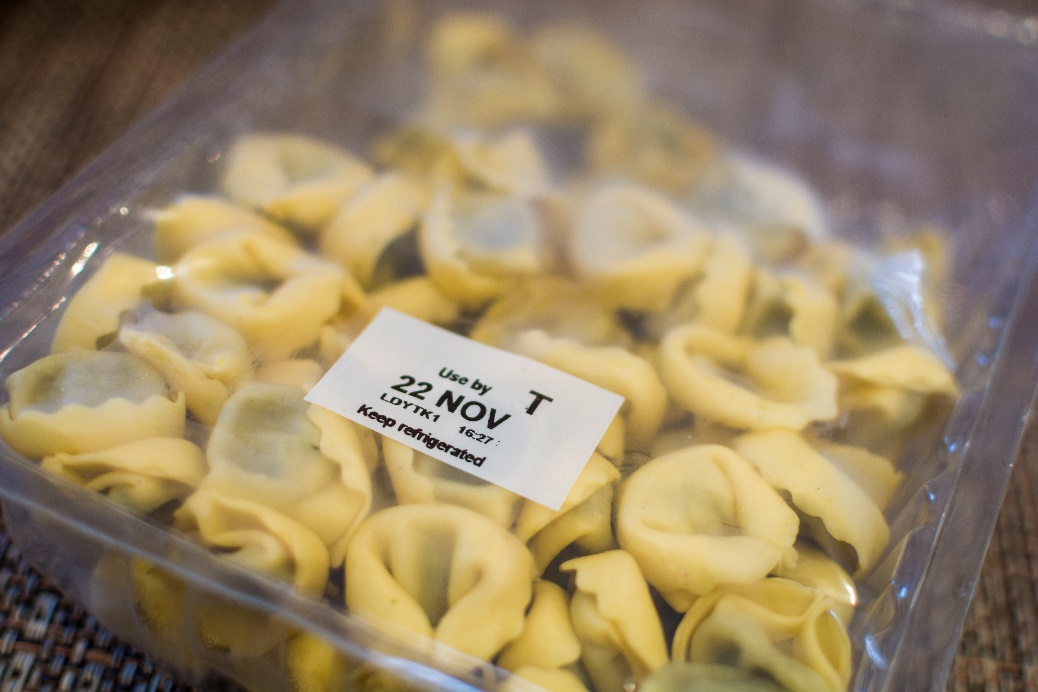 Use by T
22 NOV
LDYTK1 16:27:
Keep refrigerated